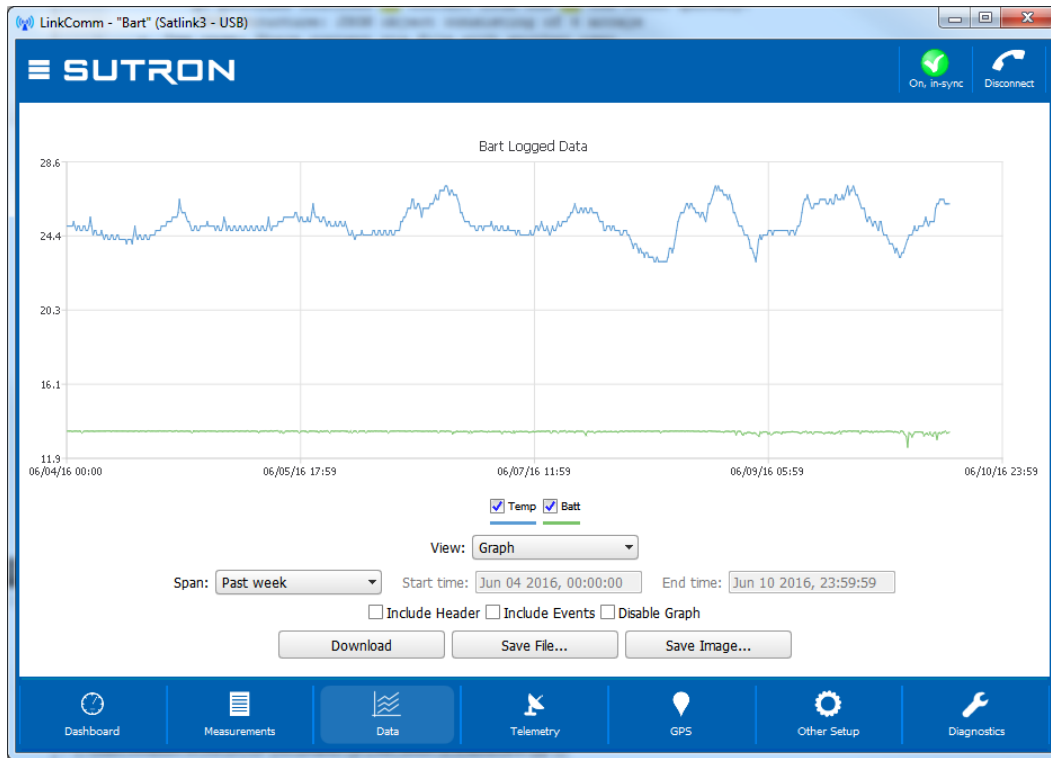 LinkComm - "Bart" (Satlink3 - USB)
SUTRON
On, in-sync
Disconnect
Bart Logged Data
28.6
24.4
20.3
16.1
11.9
06/04/16 00:00
06/05/16 17:59
06/07/16 11:59
06/09/16 05:59
06/10/16 23:59
Temp
Batt
View: Graph
Span: Past week
Start time: Jun 04 2016, 00:00:00
End time: Jun 10 2016, 23:59:59
Include Header
Include Events
Disable Graph
Download
Save File...
Save Image...
Dashboard
Measurements
Data
Telemetry
GPS
Other Setup
Diagnostics